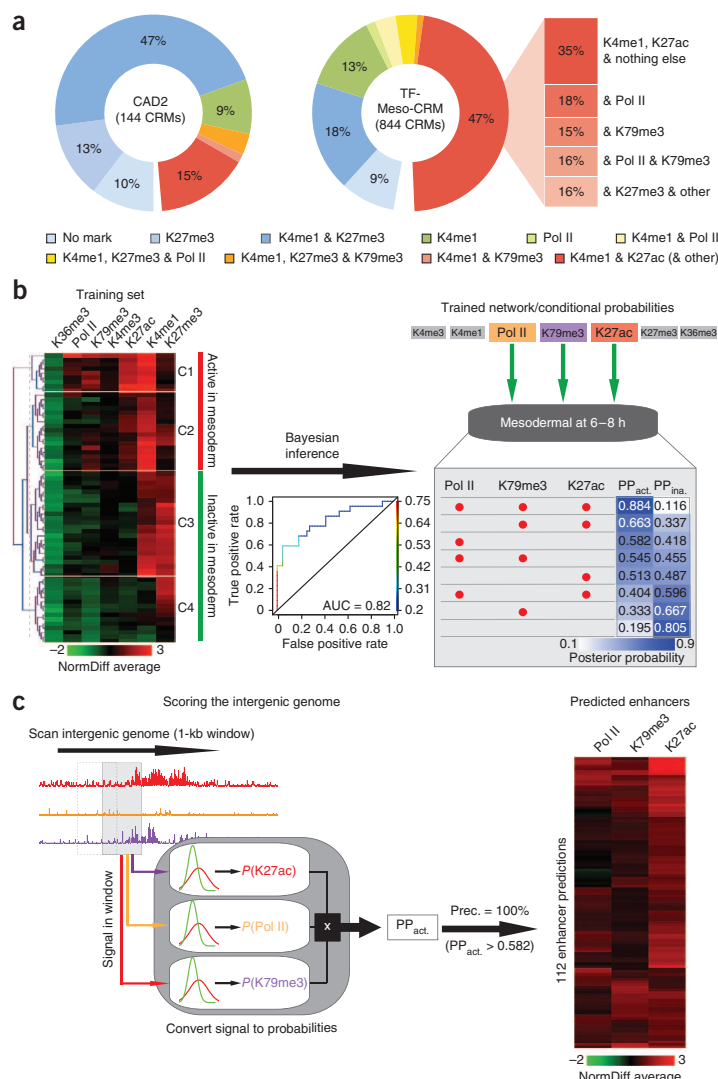 a
47%
9%
15%
10%
13%
CAD2
(144 CRMs)
13%
18%
9%
47%
TF-
Meso-CRM
(844 CRMs)
35%
K4me1, K27ac
& nothing else
18%
& Pol II
15%
& K79me3
16%
& Pol II & K79me3
16%
& K27me3 & other
No mark
K27me3
K4me1 & K27me3
K4me1
Pol II
K4me1 & Pol II
K4me1, K27me3 & Pol II
K4me1, K27me3 & K79me3
K4me1 & K79me3
K4me1 & K27ac (& other)
b
Training set
K36me3
Pol II
K79me3
K4me3
K27ac
K4me1
K27me3
C1
C2
C3
C4
Active in mesoderm
Inactive in mesoderm
−2
3
NormDiff average
Bayesian
inference
True positive rate
1.0
0.8
0.6
0.4
0.2
0
0
0.2
0.4
0.6
0.8
1.0
False positive rate
AUC = 0.82
0.75
0.64
0.53
0.42
0.31
0.2
Trained network/conditional probabilities
K4me3
K4me1
Pol II
K79me3
K27ac
K27me3
K36me3
Mesodermal at 6–8 h
Pol II K79me3 K27ac PPact. PPina.
0.884 0.116
0.663 0.337
0.582 0.418
0.545 0.455
0.513 0.487
0.404 0.596
0.333 0.667
0.195 0.805
0.1
0.9
Posterior probability
c
Scoring the intergenic genome
Scan intergenic genome (1-kb window)
Signal in window
P(K27ac)
P(Pol II)
P(K79me3)
x
Convert signal to probabilities
PPact.
Prec. = 100%
(PPact. > 0.582)
Predicted enhancers
Pol II
K79me3
K27ac
112 enhancer predictions
−2
3
NormDiff average